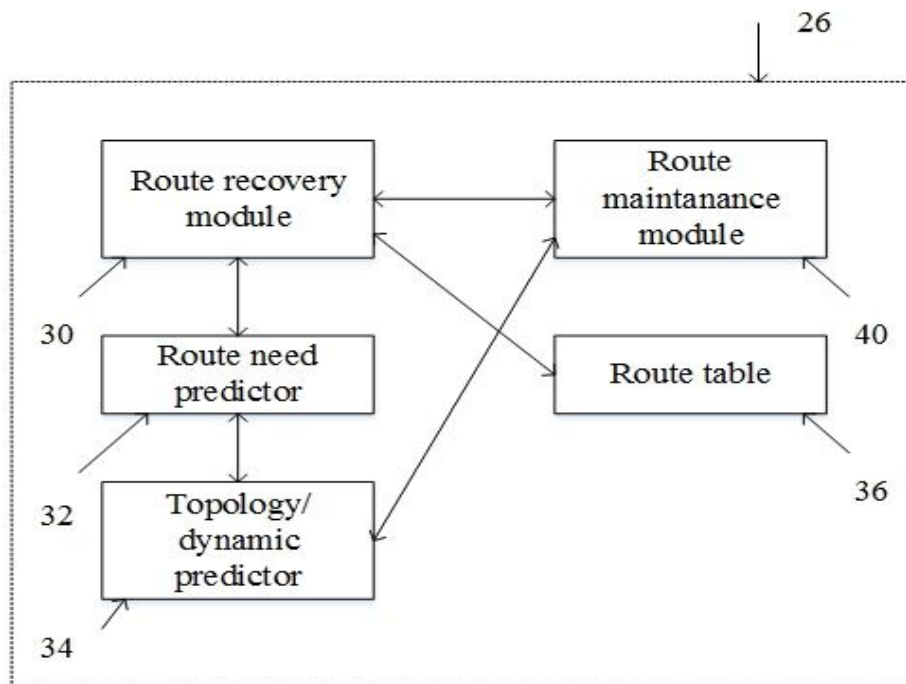 26
Route recovery
module
Route
maintanance
module
30
40
Route need
predictor
Route table
32
36
Topology/
dynamic
predictor
34